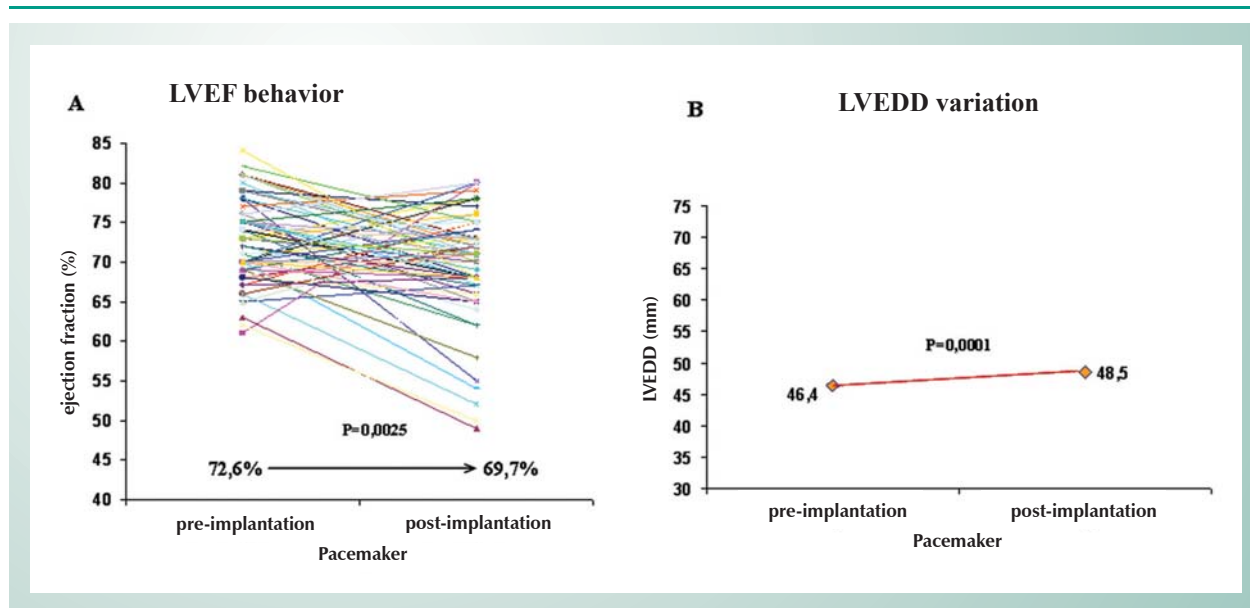 A
LVEF behavior
85
80
75
70
65
60
55
50
45
40
ejection fraction (%)
P=0,0025
72,6%
69,7%
pre-implantation
post-implantation
Pacemaker
B
LVEDD variation
75
70
65
60
55
50
45
40
35
30
LVEDD (mm)
P=0,0001
46,4
48,5
pre-implantation
post-implantation
Pacemaker